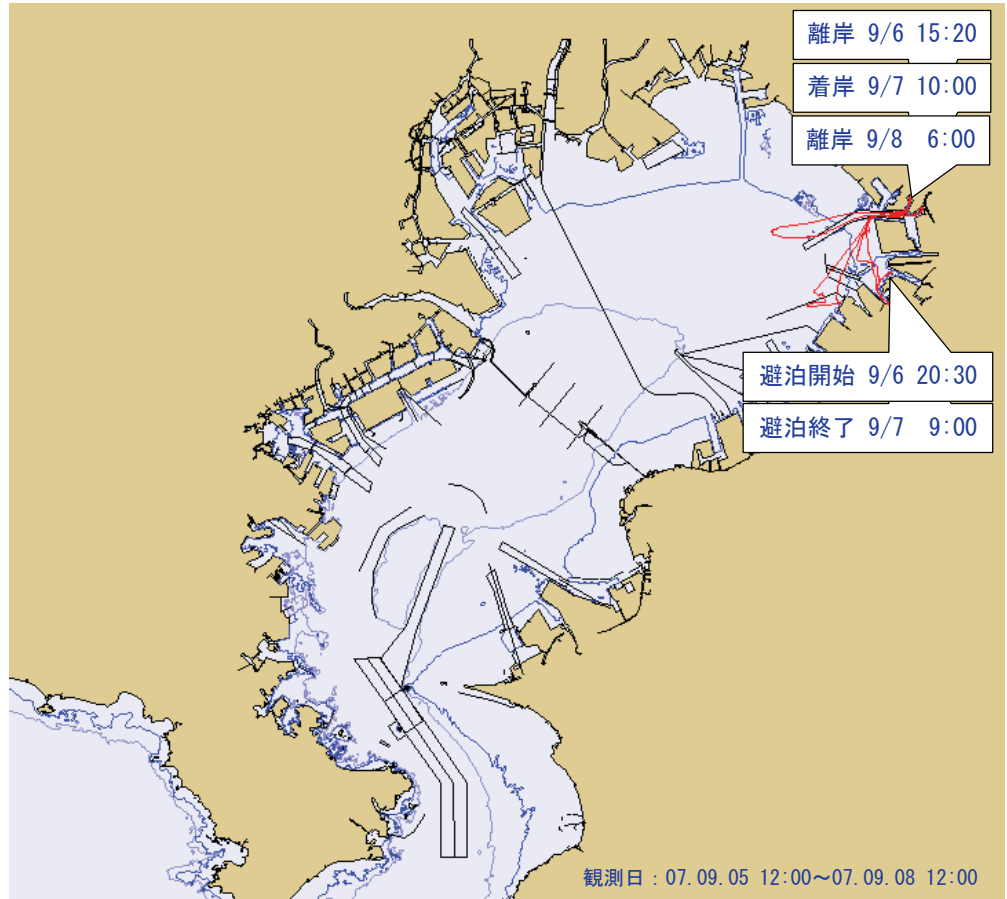 離岸 9/6 15:20
着岸 9/7 10:00
離岸 9/8 6:00
避泊開始 9/6 20:30
避泊終了 9/7 9:00
観測日：07.09.05 12:00～07.09.08 12:00